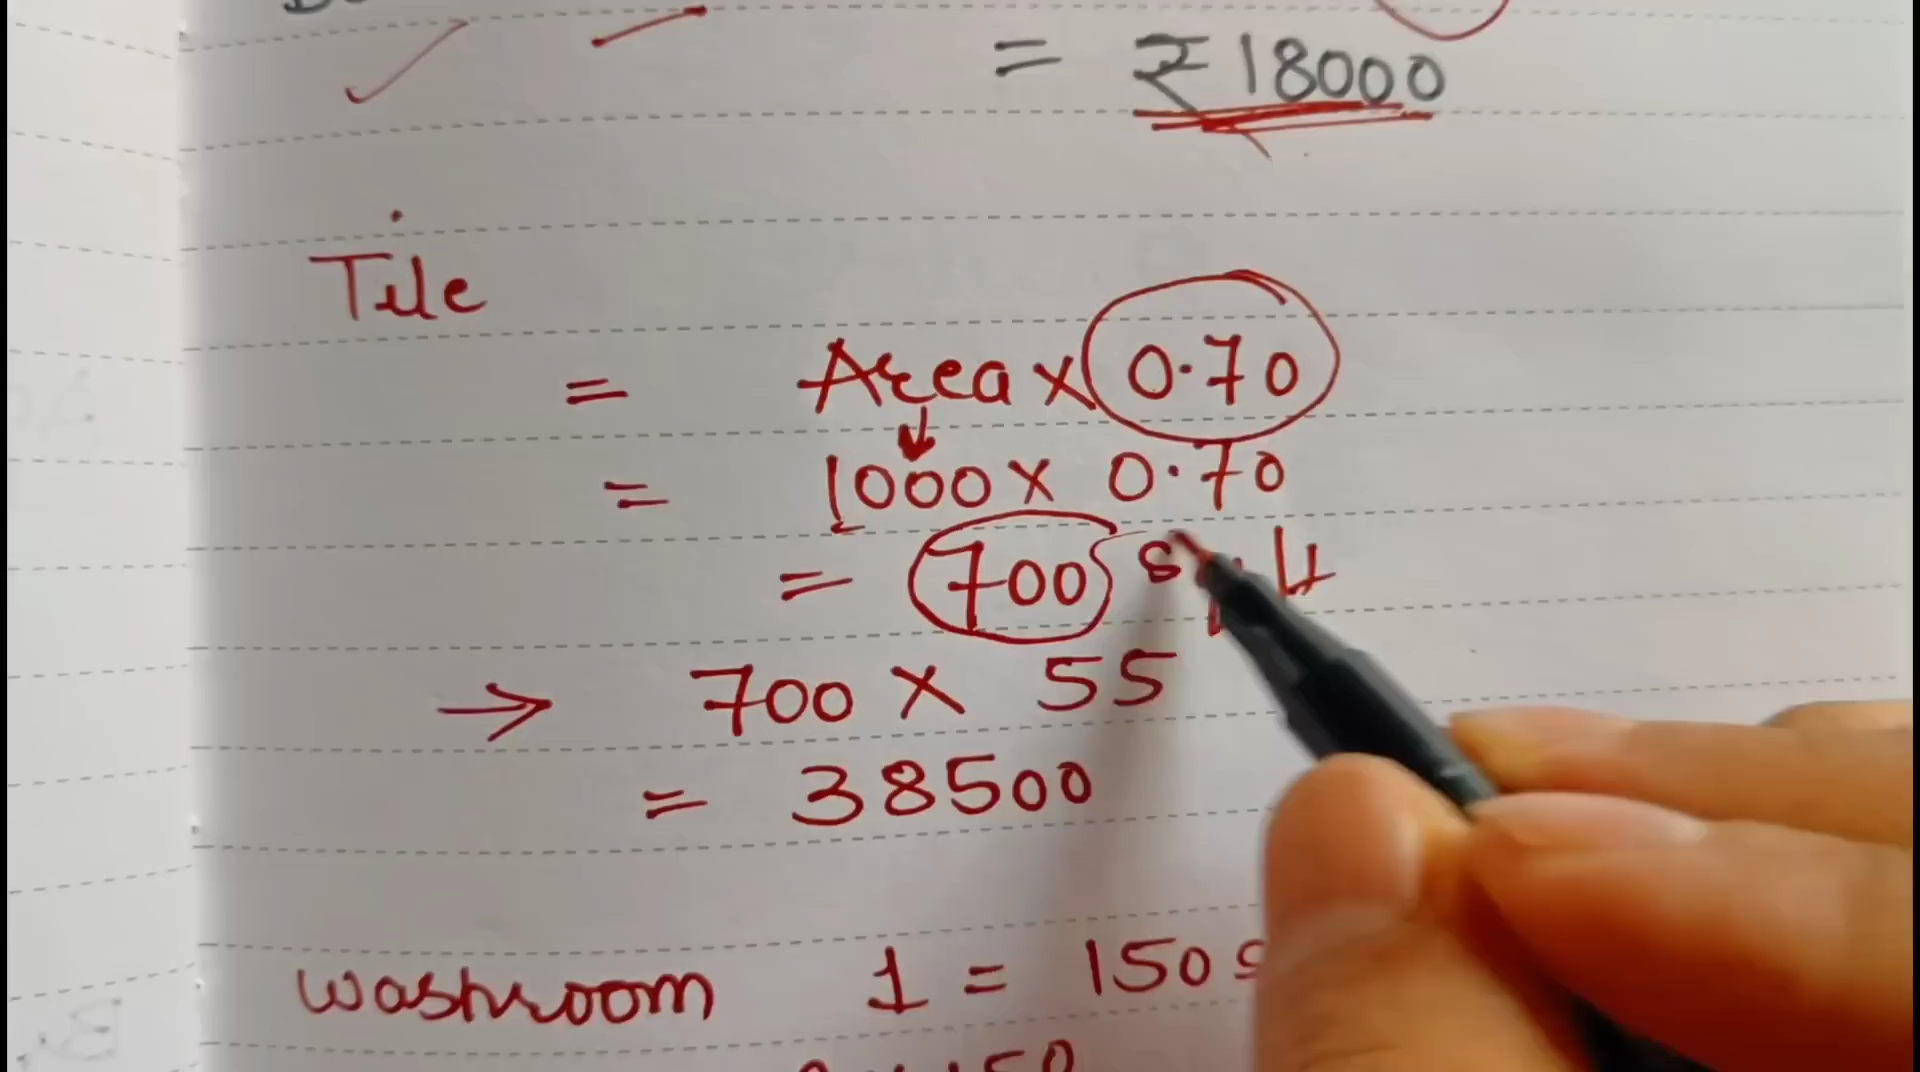 = ₹18000
Tile
= Area x 0.70
= 1000 x 0.70
= 700 sqft
→ 700 x 55
= 38500
washroom 1 = 150 s